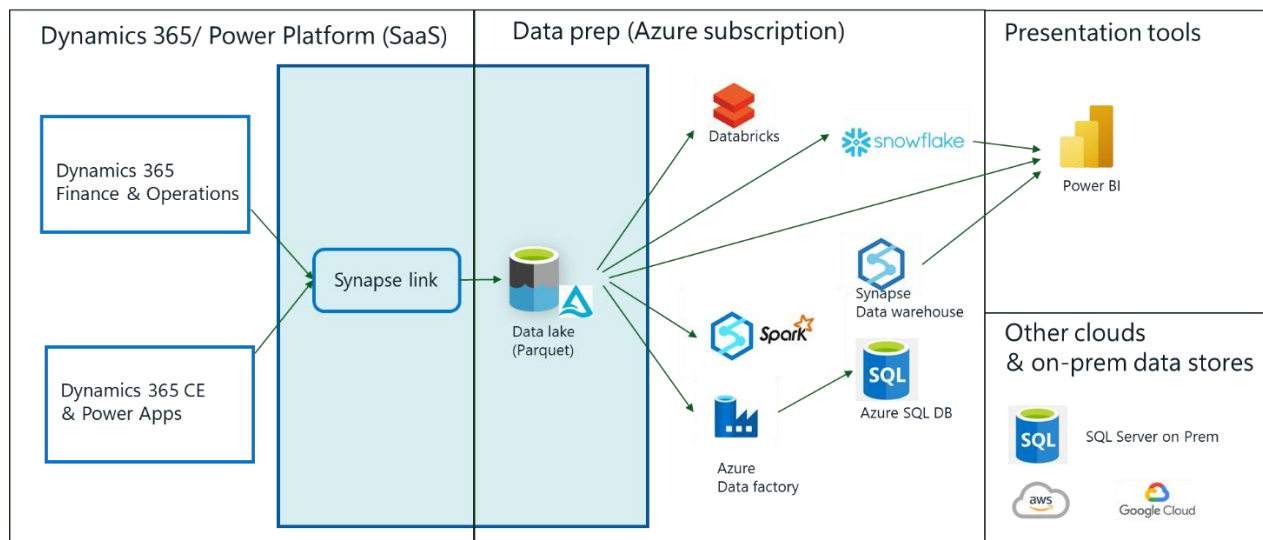 Dynamics 365/ Power Platform (SaaS)
Data prep (Azure subscription)
Presentation tools
Dynamics 365
Finance & Operations
Synapse link
Dynamics 365 CE
& Power Apps
Data lake
(Parquet)
Databricks
snowflake
Power BI
Synapse
Data warehouse
Spark
SQL
Azure SQL DB
Azure
Data factory
Other clouds
& on-prem data stores
SQL
SQL Server on Prem
aws
Google Cloud